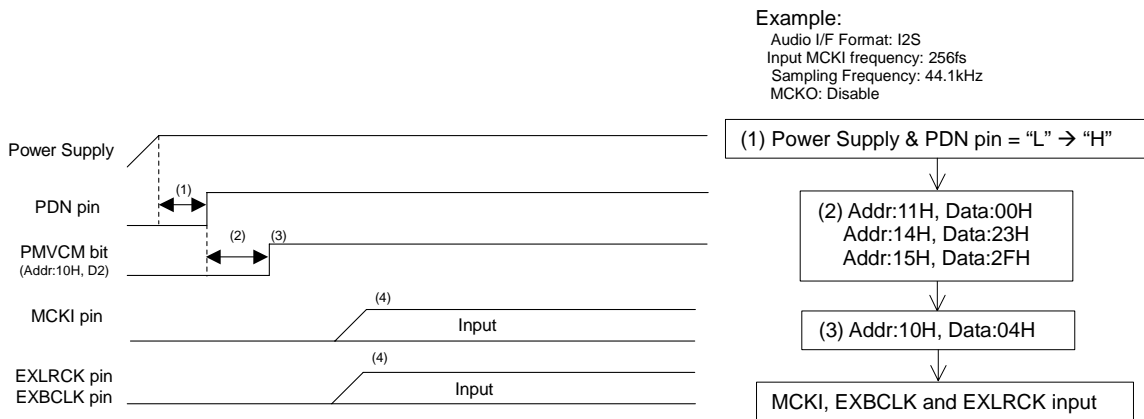 Example:
Audio I/F Format: I2S
Input MCKI frequency: 256fs
Sampling Frequency: 44.1kHz
MCKO: Disable
Power Supply
PDN pin
(1)
PMVCM bit
(Addr:10H, D2)
(2)
(3)
MCKI pin
(4)
Input
EXLRCK pin
EXBCLK pin
(4)
Input
(1) Power Supply & PDN pin = “L” → “H”
(2) Addr:11H, Data:00H
Addr:14H, Data:23H
Addr:15H, Data:2FH
(3) Addr:10H, Data:04H
MCKI, EXBCLK and EXLRCK input